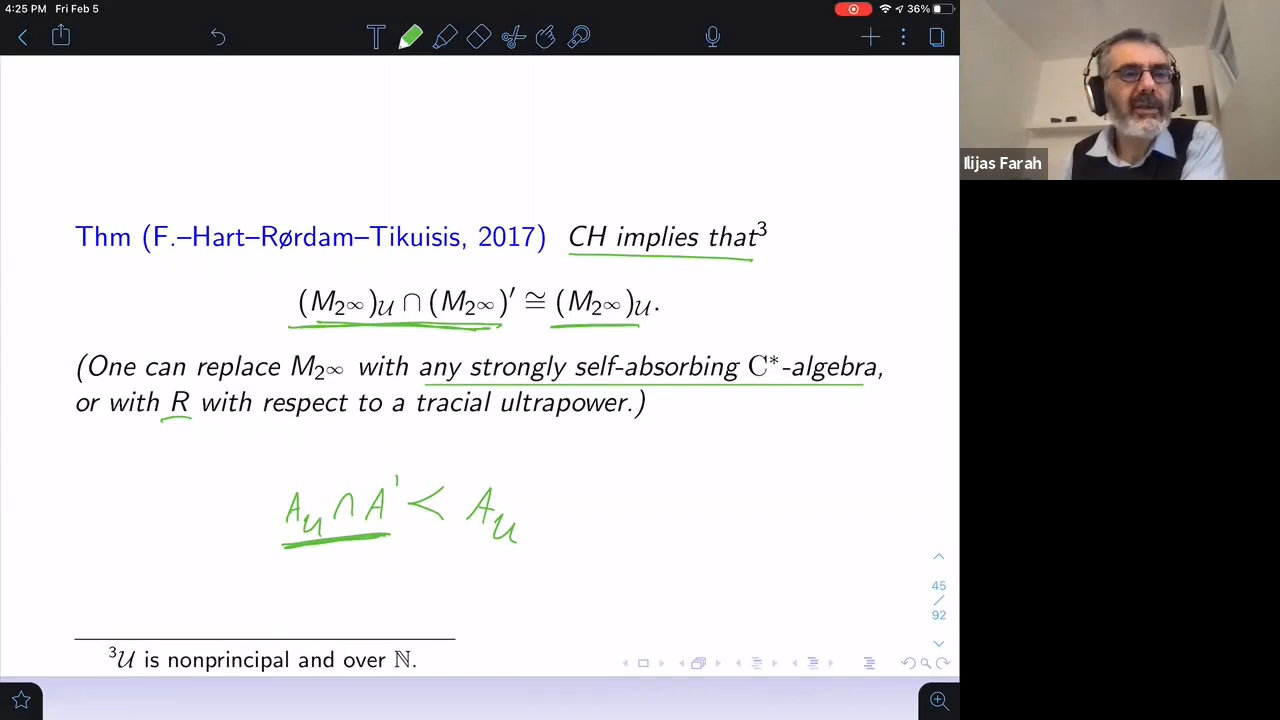 4:25 PM Fri Feb 5
36%
Ilijas Farah
Thm (F.–Hart–Rørdam–Tikuisis, 2017) CH implies that³
(M₂∞)𝒰 ∩ (M₂∞)′ ≅ (M₂∞)𝒰.
(One can replace M₂∞ with any strongly self-absorbing C*-algebra,
or with R with respect to a tracial ultrapower.)
A𝒰 ∩ A′ < A𝒰
45
/
92
³𝒰 is nonprincipal and over ℕ.